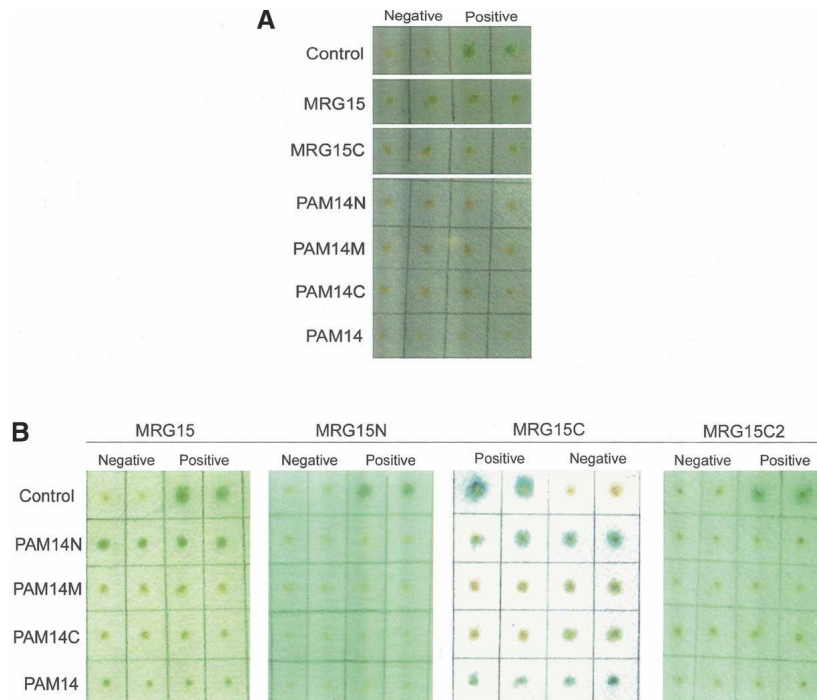 A
Negative Positive
Control
MRG15
MRG15C
PAM14N
PAM14M
PAM14C
PAM14
B
MRG15 MRG15N MRG15C MRG15C2
Negative Positive Negative Positive Positive Negative Negative Positive
Control
PAM14N
PAM14M
PAM14C
PAM14